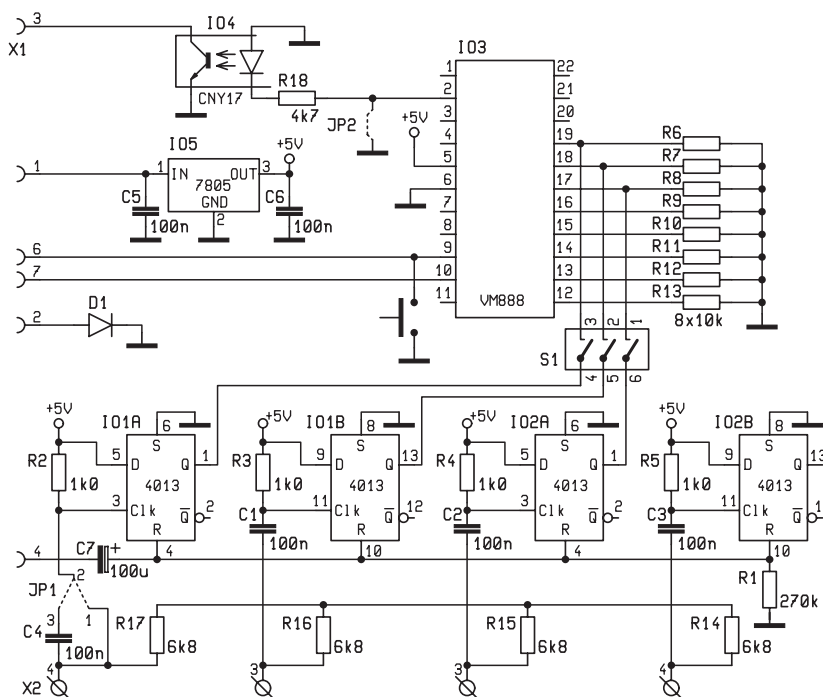 3
X1
IO4
CNY17
R18
4k7
JP2
+5V
IO3
1
2
3
4
5
6
7
8
9
10
11
22
21
20
19
18
17
16
15
14
13
12
VM888
R6
R7
R8
R9
R10
R11
R12
R13
8x10k
1
IO5
1 IN OUT 3
7805
GND
2
+5V
C5
100n
C6
100n
6
7
2
D1
S1
3 2 1
4 5 6
+5V
IO1A
6
S
R2
1k0
5 D Q 1
4013
3 Clk Q 2
R
4
+5V
IO1B
8
S
R3
1k0
9 D Q 13
4013
11 Clk Q 12
R
10
C1
100n
+5V
IO2A
6
S
R4
1k0
5 D Q 1
4013
3 Clk Q 2
R
4
C2
100n
+5V
IO2B
8
S
R5
1k0
9 D Q 13
4013
11 Clk Q
R
10
C3
100n
4
C7 +
100u
JP1
2
3 1
C4
100n
R1
270k
R17
6k8
R16
6k8
R15
6k8
R14
6k8
X2
4
3
3
4